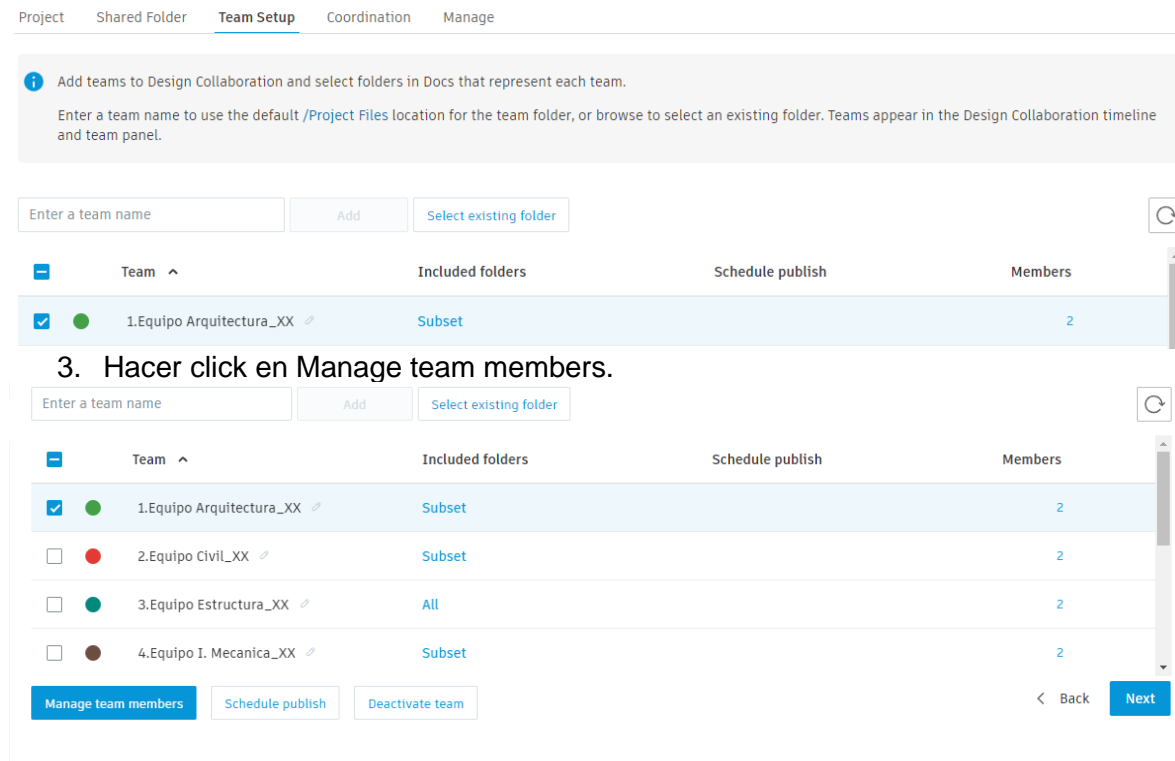 Project Shared Folder Team Setup Coordination Manage
Add teams to Design Collaboration and select folders in Docs that represent each team.
Enter a team name to use the default /Project Files location for the team folder, or browse to select an existing folder. Teams appear in the Design Collaboration timeline
and team panel.
Enter a team name Add Select existing folder
Team Included folders Schedule publish Members
1.Equipo Arquitectura_XX Subset 2
3. Hacer click en Manage team members.
Enter a team name Add Select existing folder
Team Included folders Schedule publish Members
1.Equipo Arquitectura_XX Subset 2
2.Equipo Civil_XX Subset 2
3.Equipo Estructura_XX All 2
4.Equipo I. Mecanica_XX Subset 2
Manage team members Schedule publish Deactivate team Back Next